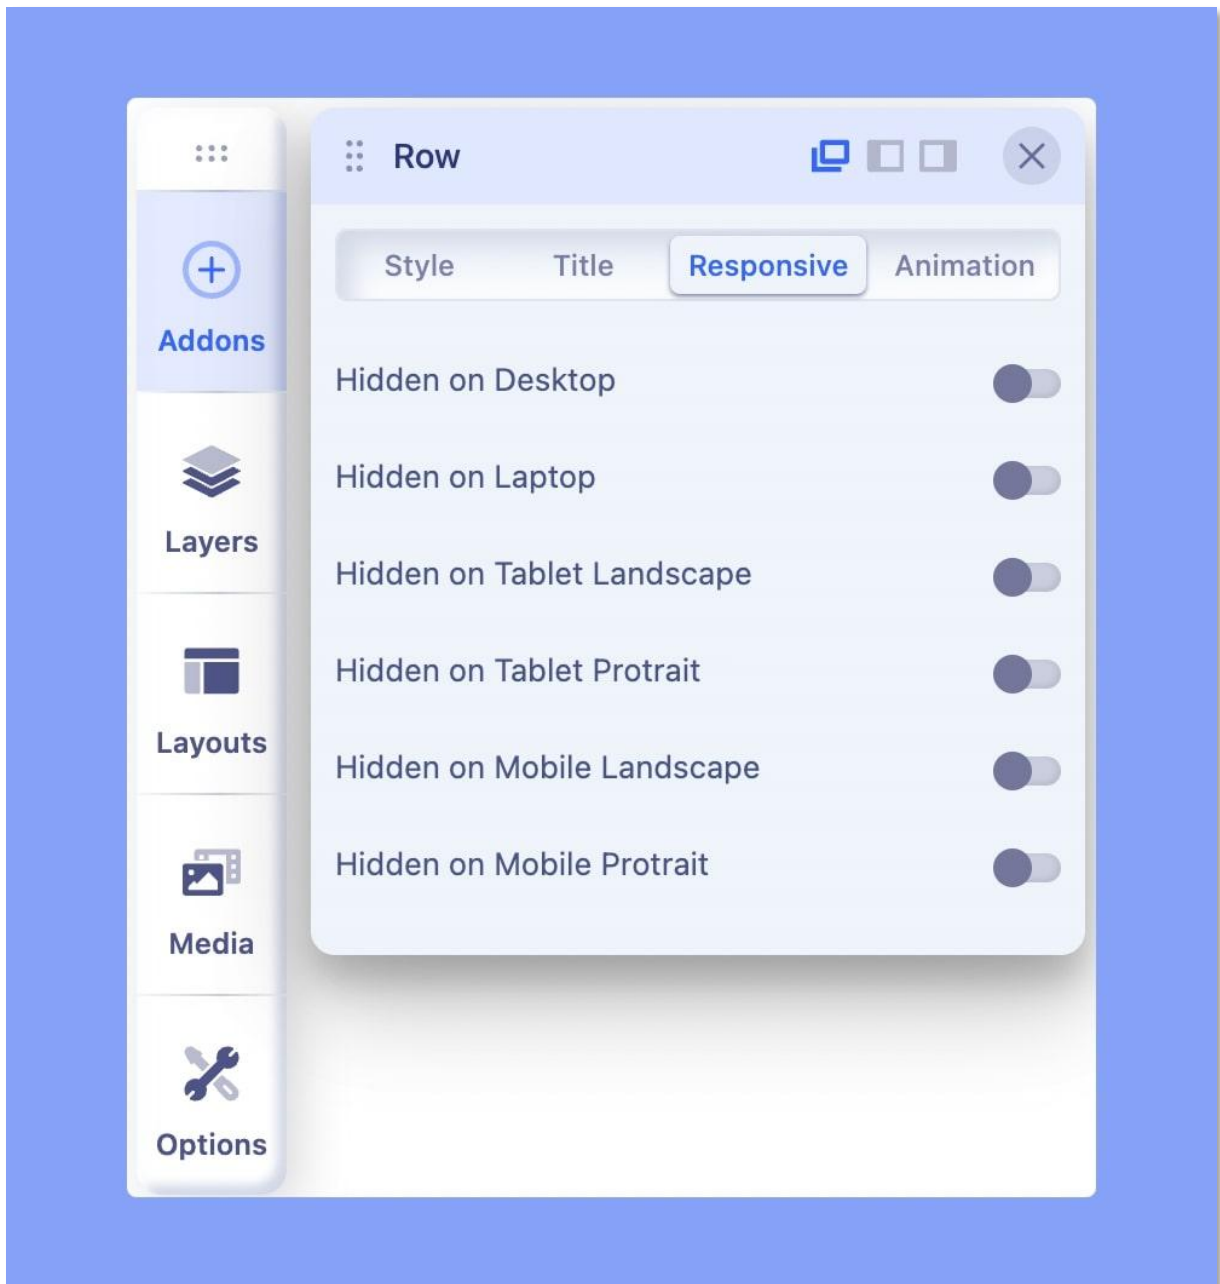 Row
Style Title Responsive Animation
Addons
Layers
Layouts
Media
Options
Hidden on Desktop
Hidden on Laptop
Hidden on Tablet Landscape
Hidden on Tablet Protrait
Hidden on Mobile Landscape
Hidden on Mobile Protrait